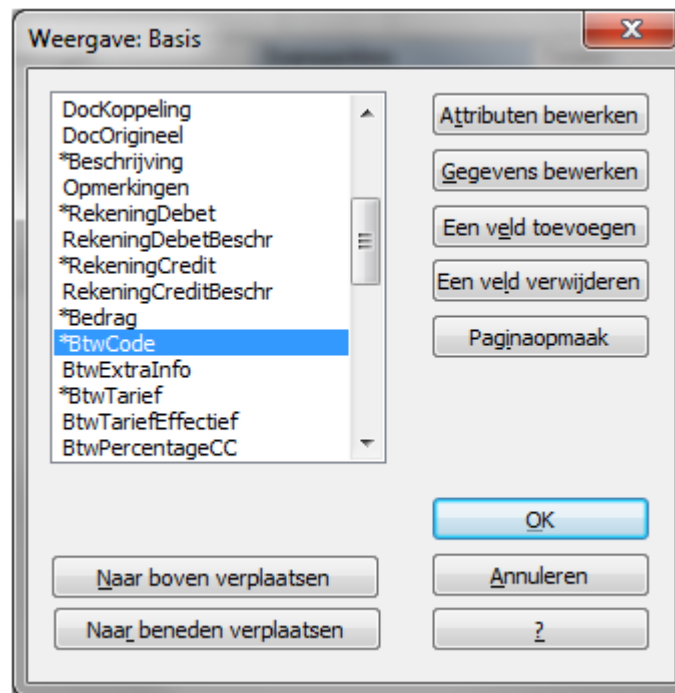 Weergave: Basis
DocKoppeling
DocOrigineel
*Beschrijving
Opmerkingen
*RekeningDebet
RekeningDebetBeschr
*RekeningCredit
RekeningCreditBeschr
*Bedrag
*BtwCode
BtwExtraInfo
*BtwTarief
BtwTariefEffectief
BtwPercentageCC
Naar boven verplaatsen
Naar beneden verplaatsen
Attributen bewerken
Gegevens bewerken
Een veld toevoegen
Een veld verwijderen
Paginaopmaak
OK
Annuleren
?